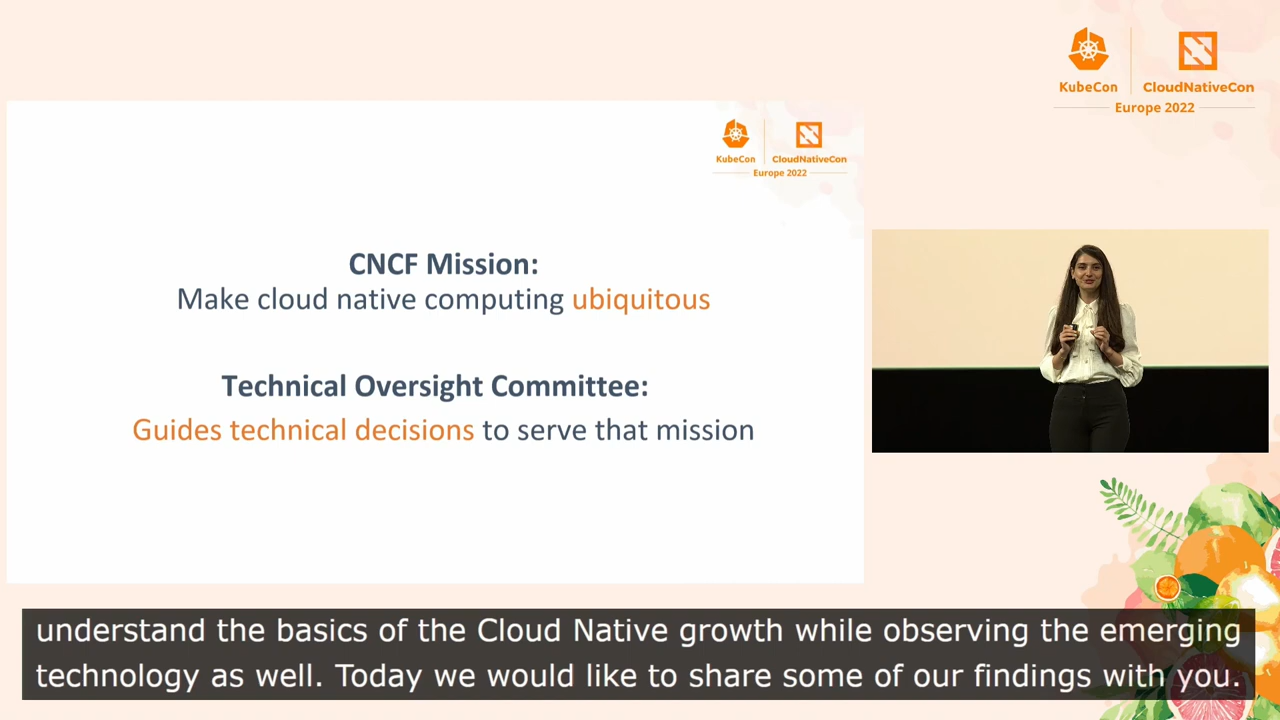 KubeCon
CloudNativeCon
Europe 2022
KubeCon
CloudNativeCon
Europe 2022
CNCF Mission:
Make cloud native computing ubiquitous
Technical Oversight Committee:
Guides technical decisions to serve that mission
understand the basics of the Cloud Native growth while observing the emerging
technology as well. Today we would like to share some of our findings with you.